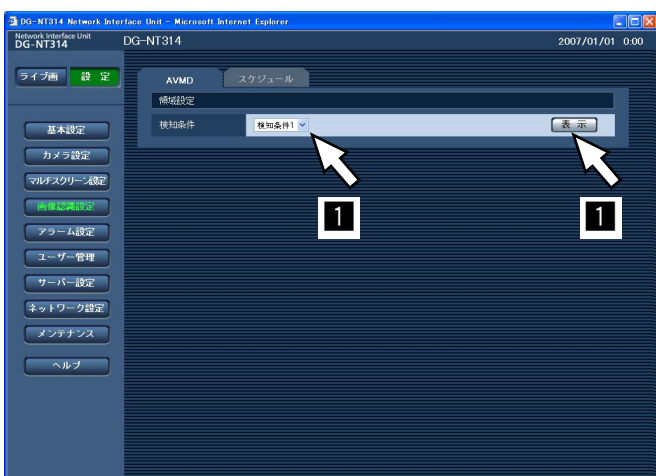 DG-NT314 Network Interface Unit - Microsoft Internet Explorer
Network Interface Unit
DG-NT314
DG-NT314
2007/01/01 0:00
ライブ画
設 定
AVMD
スケジュール
領域設定
検知条件
検知条件1
表 示
1
1
基本設定
カメラ設定
マルチスクリーン設定
画像認識設定
アラーム設定
ユーザー管理
サーバー設定
ネットワーク設定
メンテナンス
ヘルプ